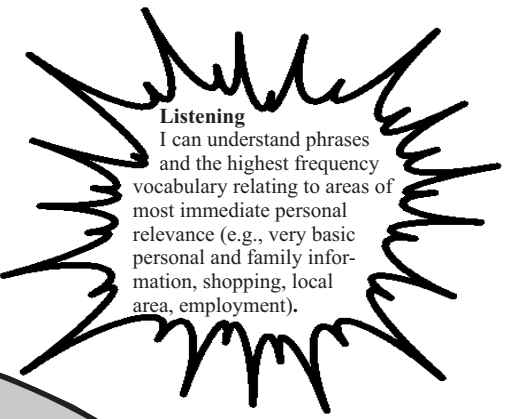 Listening
I can understand phrases
and the highest frequency
vocabulary relating to areas of
most immediate personal
relevance (e.g., very basic
personal and family infor-
mation, shopping, local
area, employment).